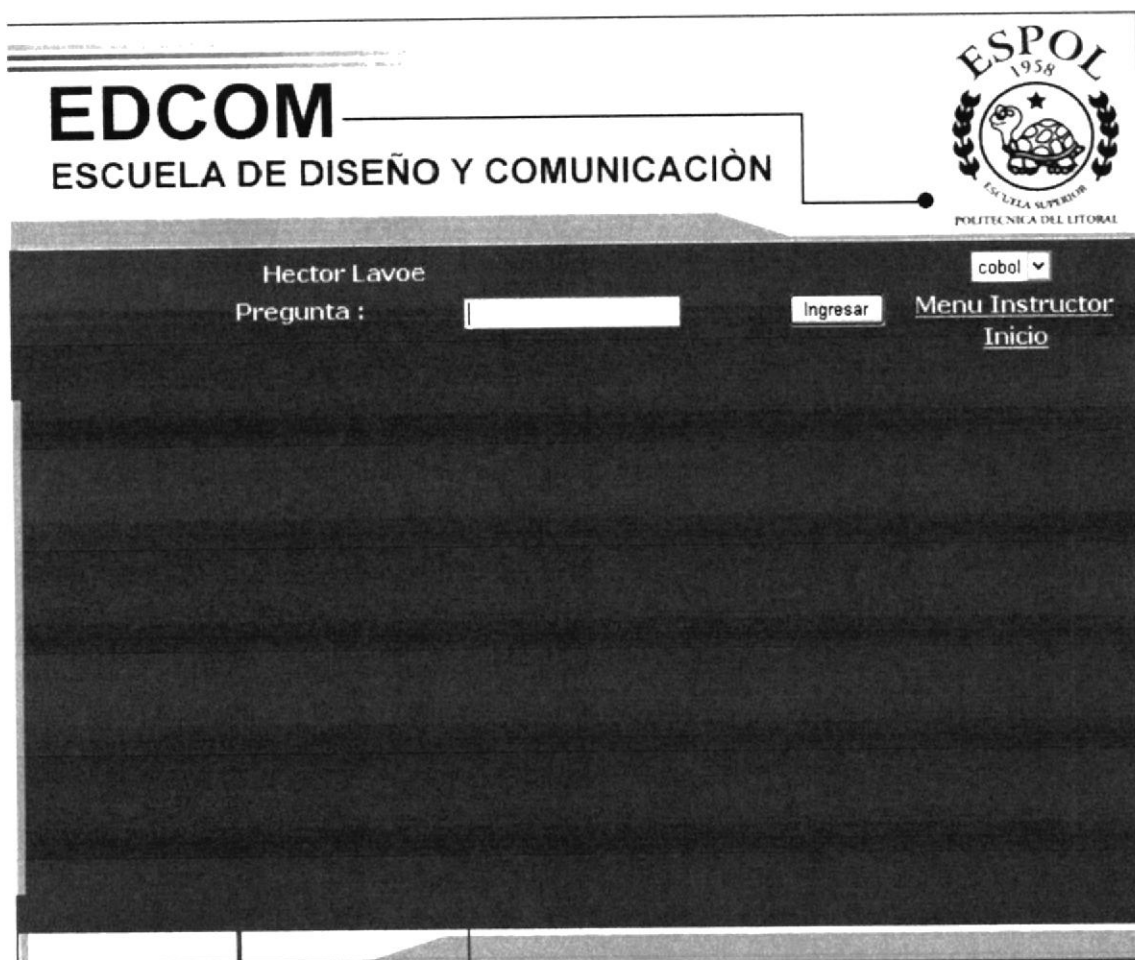 ESPOL
1958
EDCOM
ESCUELA DE DISEÑO Y COMUNICACIÒN
ESCUELA SUPERIOR
POLITECNICA DEL LITORAL
Hector Lavoe
cobol
Pregunta :
Ingresar
Menu Instructor
Inicio